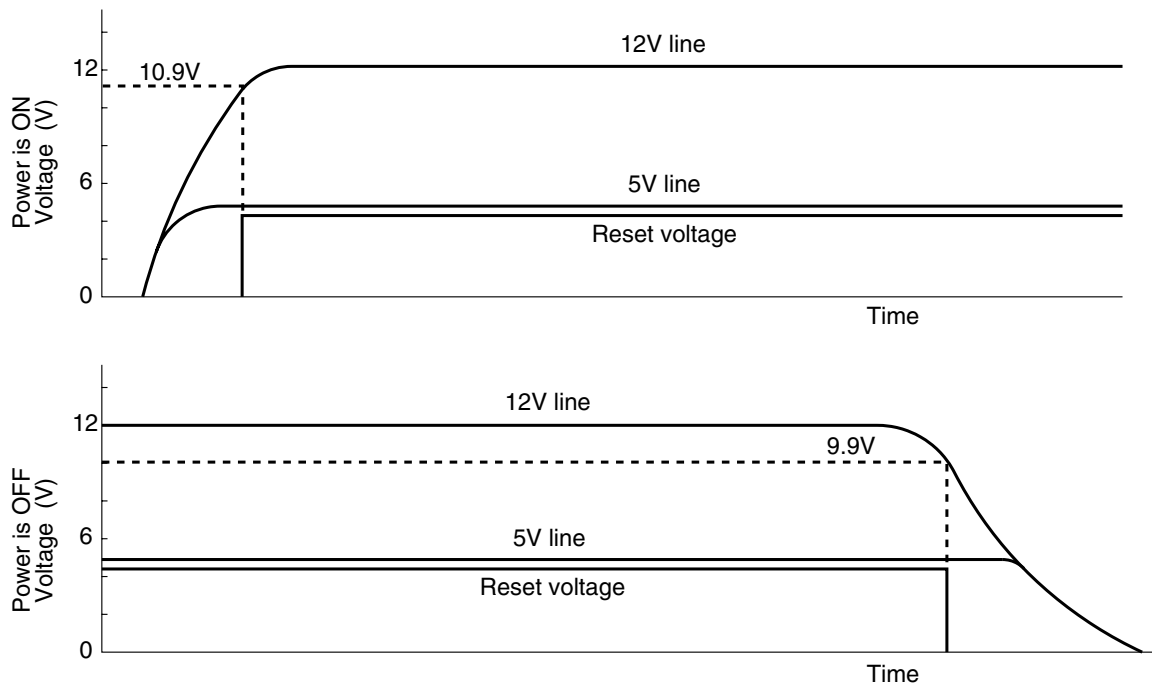 Power is ON
Voltage (V)
12
6
0
10.9V
12V line
5V line
Reset voltage
Time
Power is OFF
Voltage (V)
12
6
0
12V line
9.9V
5V line
Reset voltage
Time